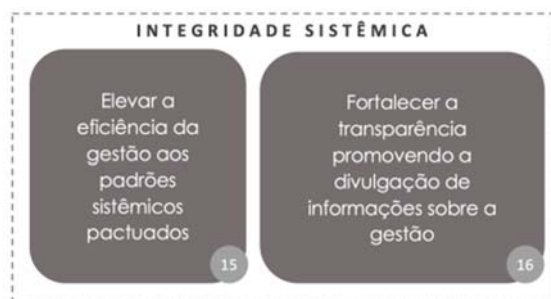 INTEGRIDADE SISTÊMICA
Elevar a
eficiência da
gestão aos
padrões
sistêmicos
pactuados
15
Fortalecer a
transparência
promovendo a
divulgação de
informações sobre a
gestão
16